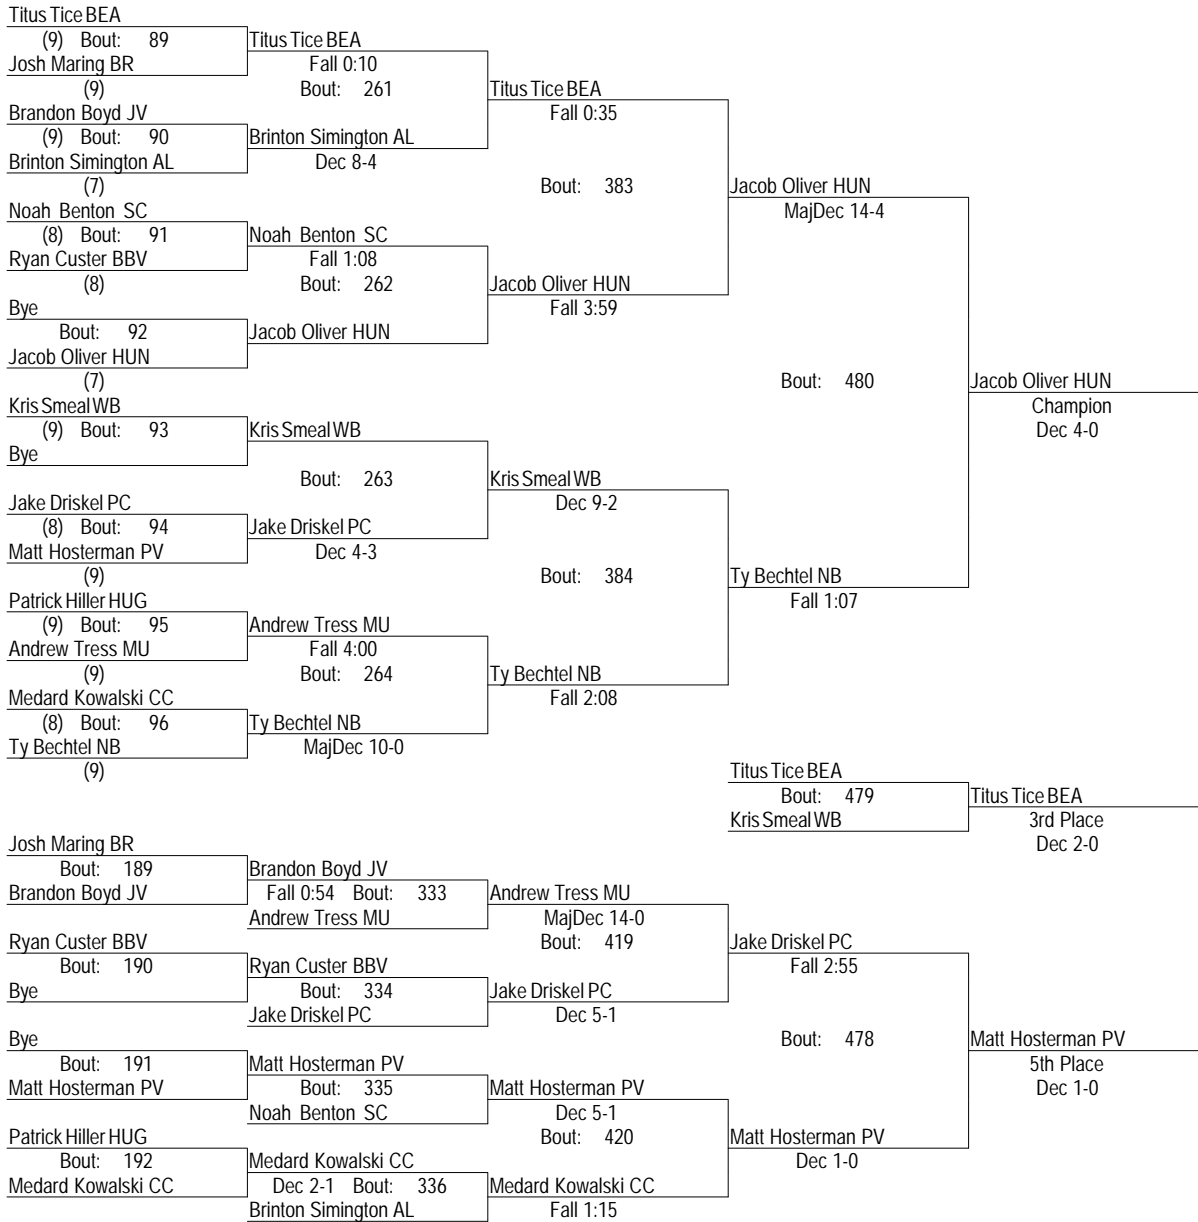 Titus Tice BEA
(9) Bout: 89
Titus Tice BEA
Josh Maring BR
Fall 0:10
(9)
Bout: 261
Titus Tice BEA
Brandon Boyd JV
Fall 0:35
(9) Bout: 90
Brinton Simington AL
Brinton Simington AL
Dec 8-4
(7)
Bout: 383
Jacob Oliver HUN
Noah Benton SC
MajDec 14-4
(8) Bout: 91
Noah Benton SC
Ryan Custer BBV
Fall 1:08
(8)
Bout: 262
Jacob Oliver HUN
Bye
Fall 3:59
Bout: 92
Jacob Oliver HUN
Jacob Oliver HUN
(7)
Bout: 480
Jacob Oliver HUN
Kris Smeal WB
Champion
(9) Bout: 93
Kris Smeal WB
Dec 4-0
Bye
Bout: 263
Kris Smeal WB
Jake Driskel PC
Dec 9-2
(8) Bout: 94
Jake Driskel PC
Matt Hosterman PV
Dec 4-3
(9)
Bout: 384
Ty Bechtel NB
Patrick Hiller HUG
Fall 1:07
(9) Bout: 95
Andrew Tress MU
Andrew Tress MU
Fall 4:00
(9)
Bout: 264
Ty Bechtel NB
Medard Kowalski CC
Fall 2:08
(8) Bout: 96
Ty Bechtel NB
Ty Bechtel NB
MajDec 10-0
(9)
Titus Tice BEA
Bout: 479
Titus Tice BEA
Kris Smeal WB
3rd Place
Dec 2-0
Josh Maring BR
Bout: 189
Brandon Boyd JV
Brandon Boyd JV
Fall 0:54 Bout: 333
Andrew Tress MU
Andrew Tress MU
MajDec 14-0
Bout: 419
Jake Driskel PC
Ryan Custer BBV
Fall 2:55
Bout: 190
Ryan Custer BBV
Bye
Bout: 334
Jake Driskel PC
Jake Driskel PC
Dec 5-1
Bye
Bout: 478
Matt Hosterman PV
Bout: 191
Matt Hosterman PV
5th Place
Matt Hosterman PV
Bout: 335
Matt Hosterman PV
Dec 1-0
Noah Benton SC
Dec 5-1
Patrick Hiller HUG
Bout: 420
Matt Hosterman PV
Bout: 192
Medard Kowalski CC
Dec 1-0
Medard Kowalski CC
Dec 2-1 Bout: 336
Medard Kowalski CC
Brinton Simington AL
Fall 1:15